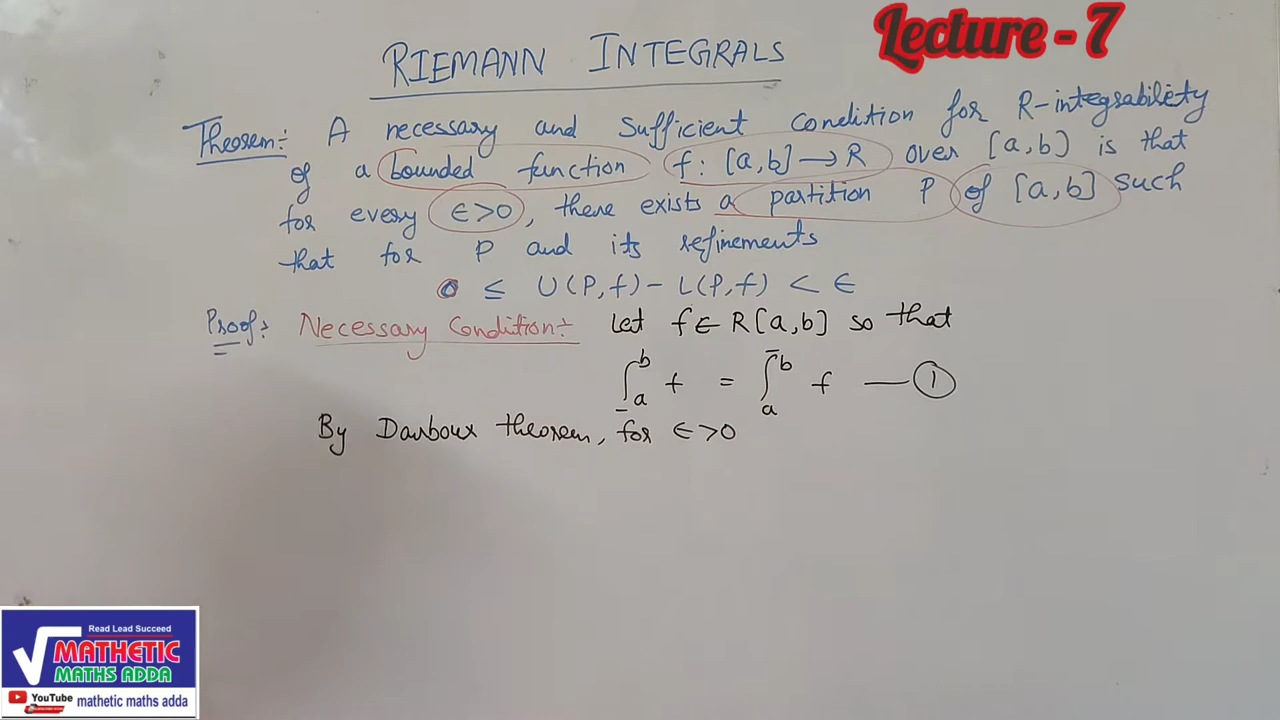 Lecture - 7
RIEMANN INTEGRALS
Theorem:- A necessary and sufficient condition for R-integrability
of a bounded function f: [a,b] → R over [a,b] is that
for every ∈>0, there exists a partition P of [a,b] such
that for P and its refinements
0 ≤ U(P,f) - L(P,f) < ∈
Proof:- Necessary Condition:- Let f∈ R[a,b] so that
∫_a^b f = ∫_a^‾b f — ①
By Darboux theorem, for ∈>0
Read Lead Succeed
MATHETIC
MATHS ADDA
YouTube
mathetic maths adda